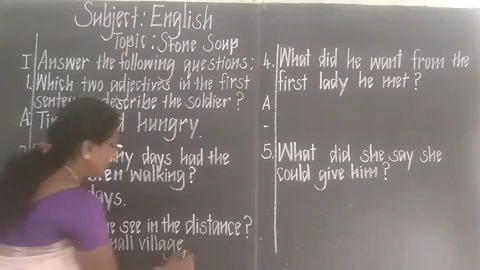 Subject: English
Topic: Stone Soup
I Answer the following questions:
1. Which two adjectives in the first
describe the soldier?
A hungry.
days had the
walking?
days.
see in the distance?
small village,
4. What did he want from the
first lady he met?
A
-
5. What did she say she
could give him?